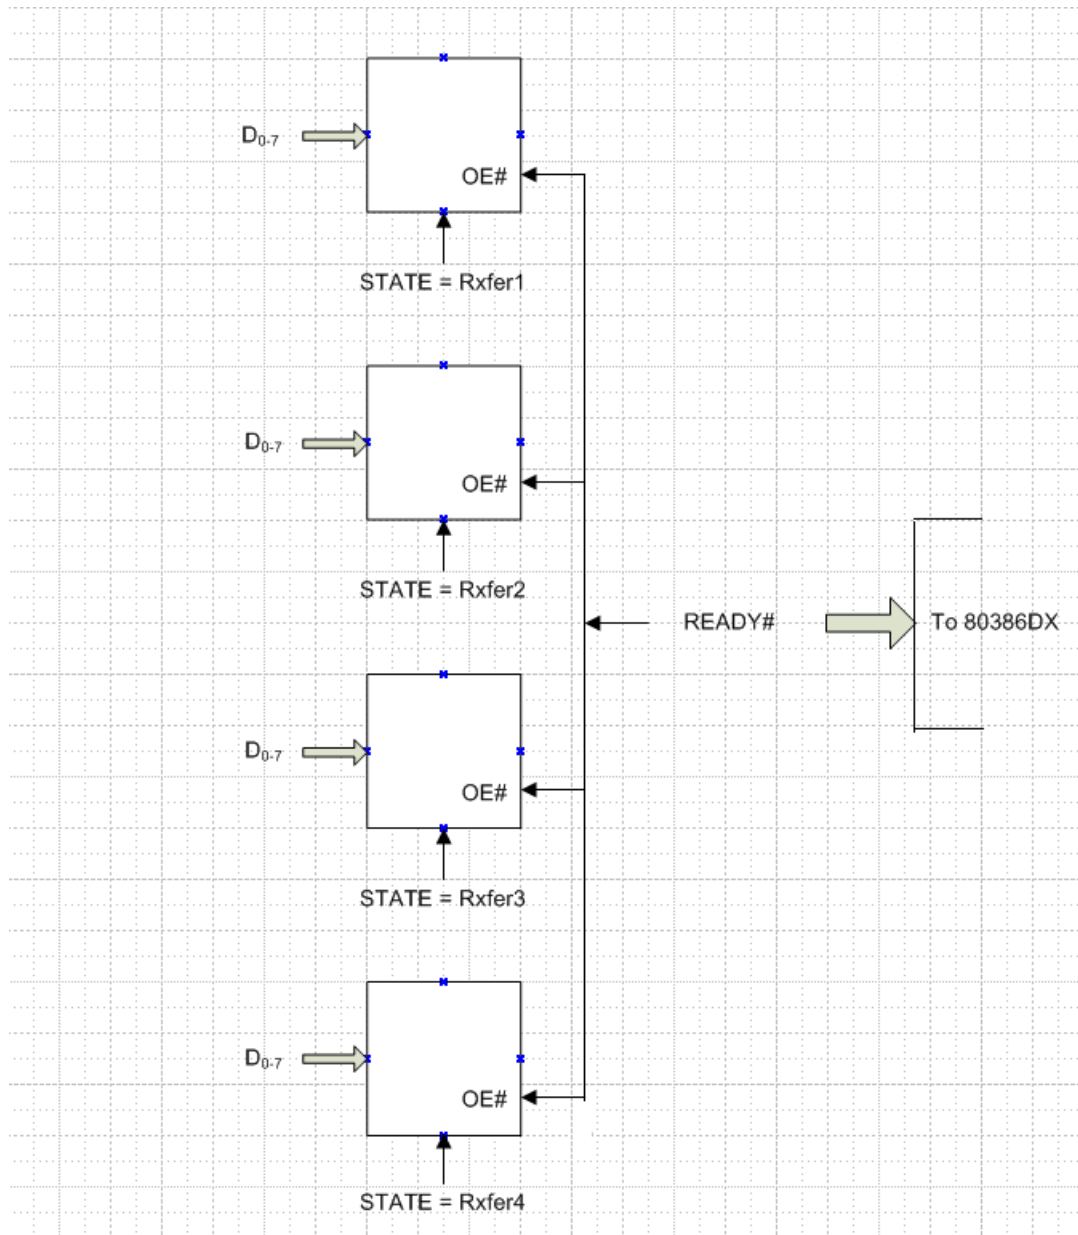 D0-7
OE#
STATE = Rxfer1
D0-7
OE#
STATE = Rxfer2
READY#
To 80386DX
D0-7
OE#
STATE = Rxfer3
D0-7
OE#
STATE = Rxfer4